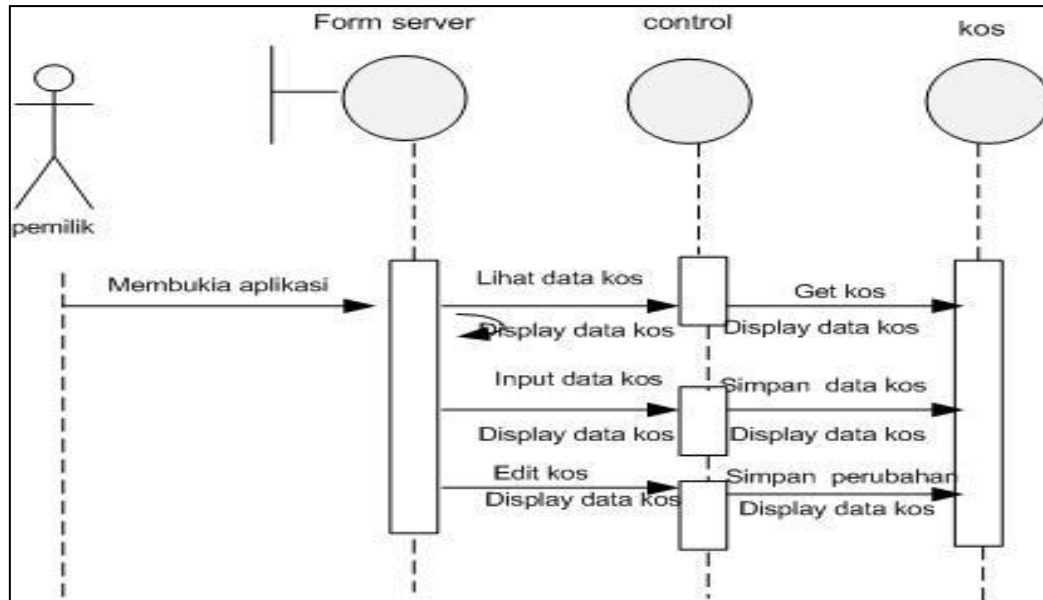 Form server
control
kos
pemilik
Membukia aplikasi
Lihat data kos
Get kos
Display data kos
Display data kos
Input data kos
Simpan data kos
Display data kos
Display data kos
Edit kos
Simpan perubahan
Display data kos
Display data kos